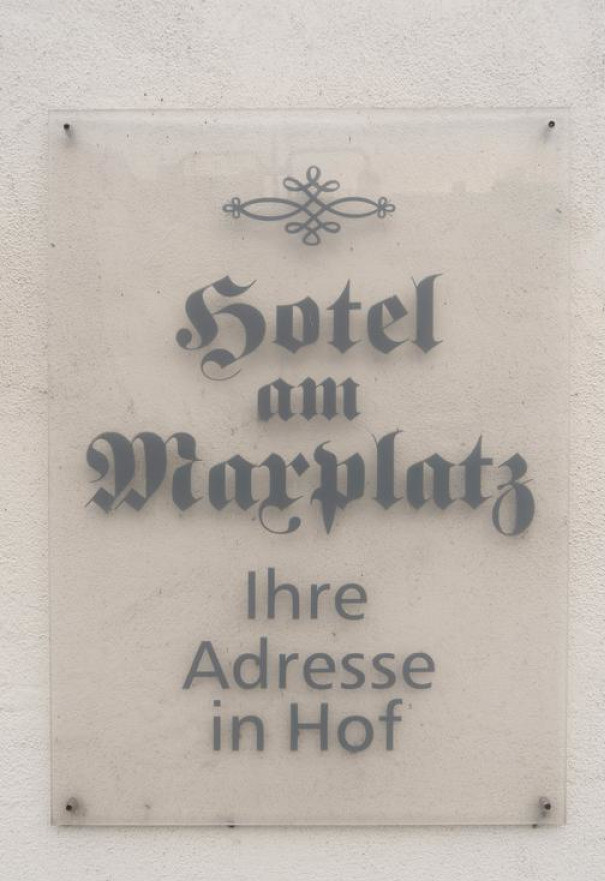 Hotel
am
Maxplatz
Ihre
Adresse
in Hof